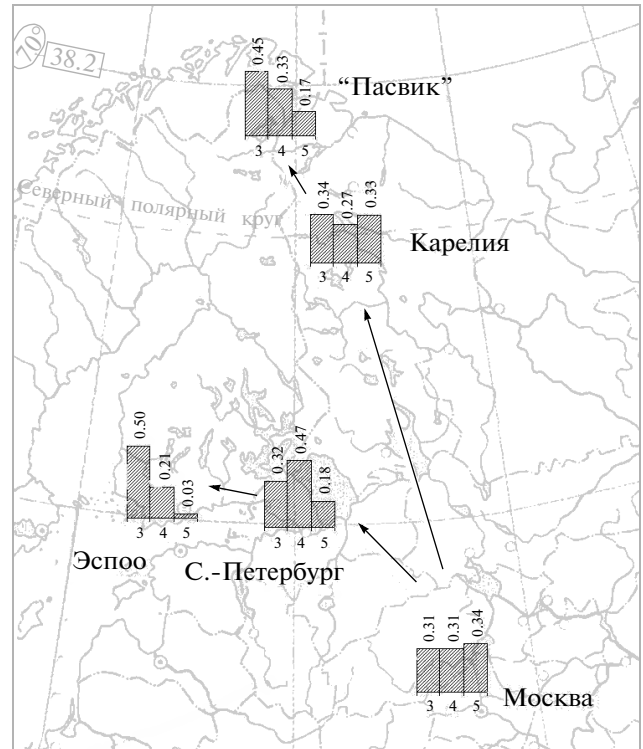 70°
38.2
0.45 0.33 0.17
"Пасвик"
3 4 5
Северный полярный круг
0.34 0.27 0.33
Карелия
3 4 5
0.50 0.21 0.03
3 4 5
Эспоо
0.32 0.47 0.18
3 4 5
С.-Петербург
0.31 0.31 0.34
3 4 5
Москва